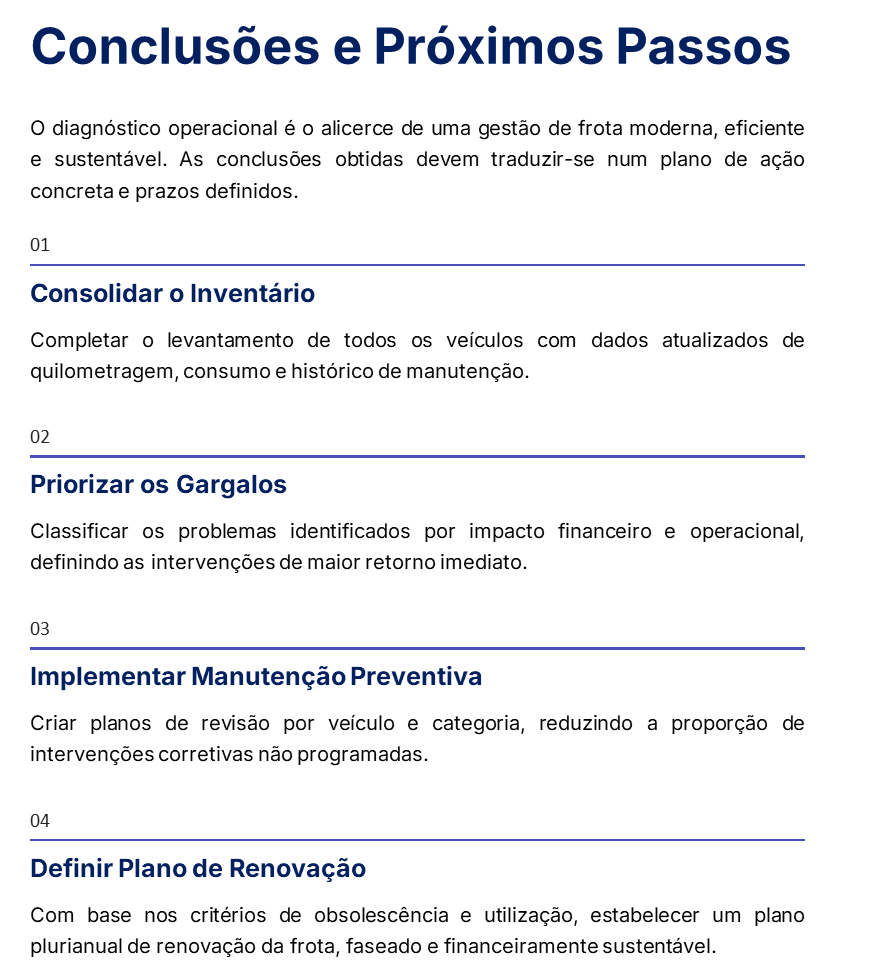 Conclusões e Próximos Passos
O diagnóstico operacional é o alicerce de uma gestão de frota moderna, eficiente
e sustentável. As conclusões obtidas devem traduzir-se num plano de ação
concreta e prazos definidos.
01
Consolidar o Inventário
Completar o levantamento de todos os veículos com dados atualizados de
quilometragem, consumo e histórico de manutenção.
02
Priorizar os Gargalos
Classificar os problemas identificados por impacto financeiro e operacional,
definindo as intervenções de maior retorno imediato.
03
Implementar Manutenção Preventiva
Criar planos de revisão por veículo e categoria, reduzindo a proporção de
intervenções corretivas não programadas.
04
Definir Plano de Renovação
Com base nos critérios de obsolescência e utilização, estabelecer um plano
plurianual de renovação da frota, faseado e financeiramente sustentável.